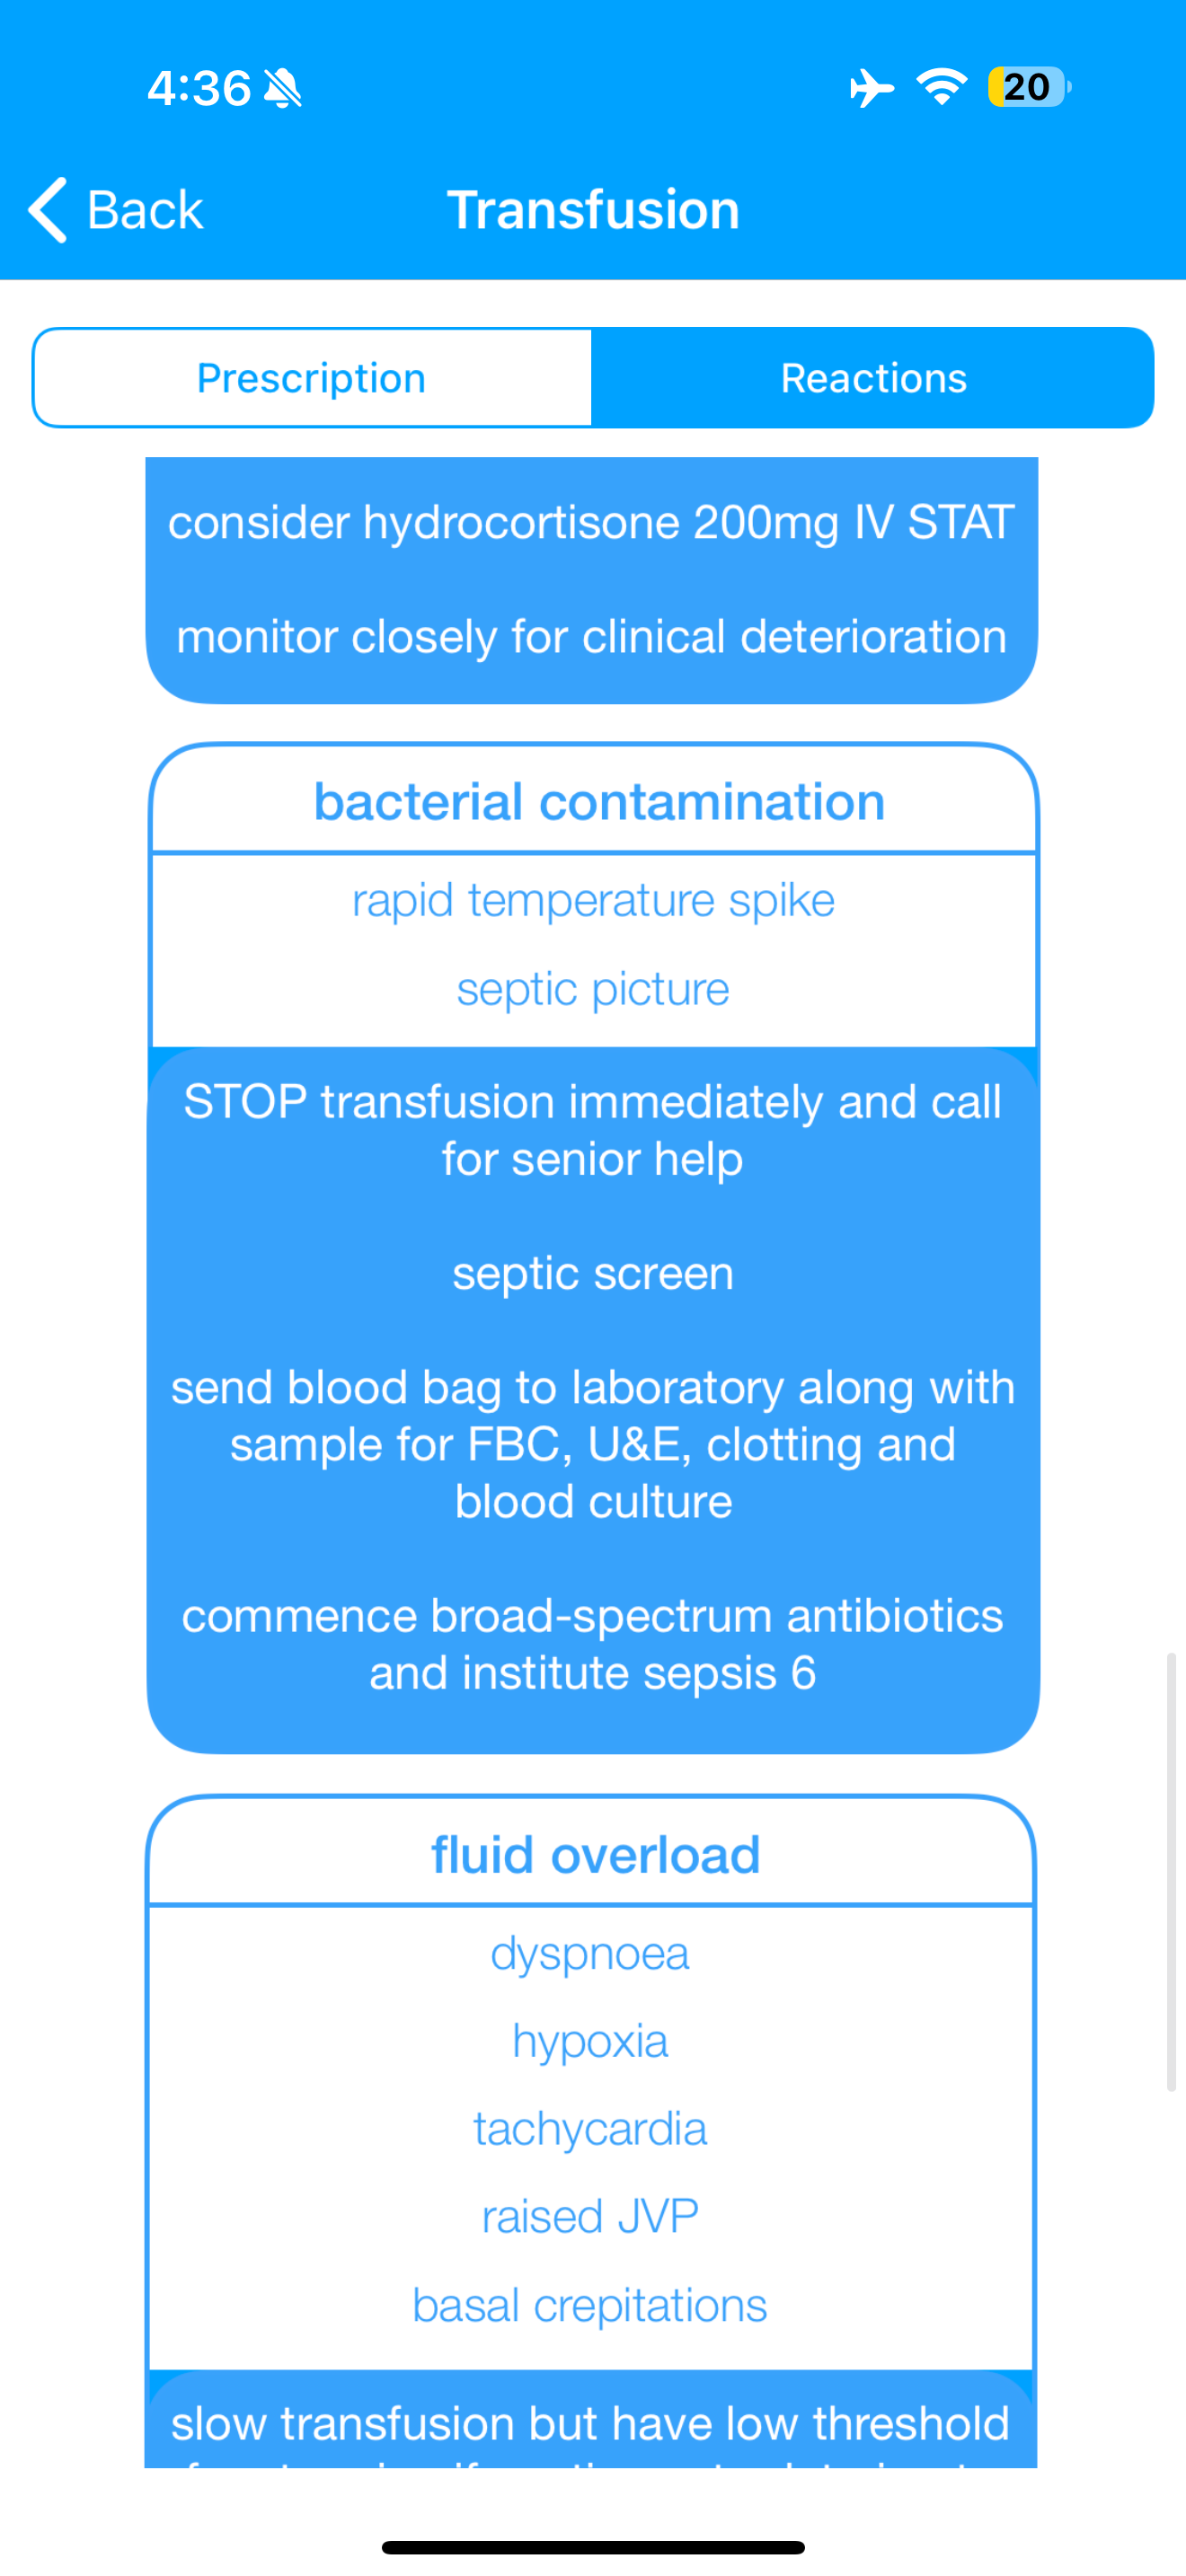 4:36
20
Back
Transfusion
Prescription
Reactions
consider hydrocortisone 200mg IV STAT
monitor closely for clinical deterioration
bacterial contamination
rapid temperature spike
septic picture
STOP transfusion immediately and call
for senior help
septic screen
send blood bag to laboratory along with
sample for FBC, U&E, clotting and
blood culture
commence broad-spectrum antibiotics
and institute sepsis 6
fluid overload
dyspnoea
hypoxia
tachycardia
raised JVP
basal crepitations
slow transfusion but have low threshold